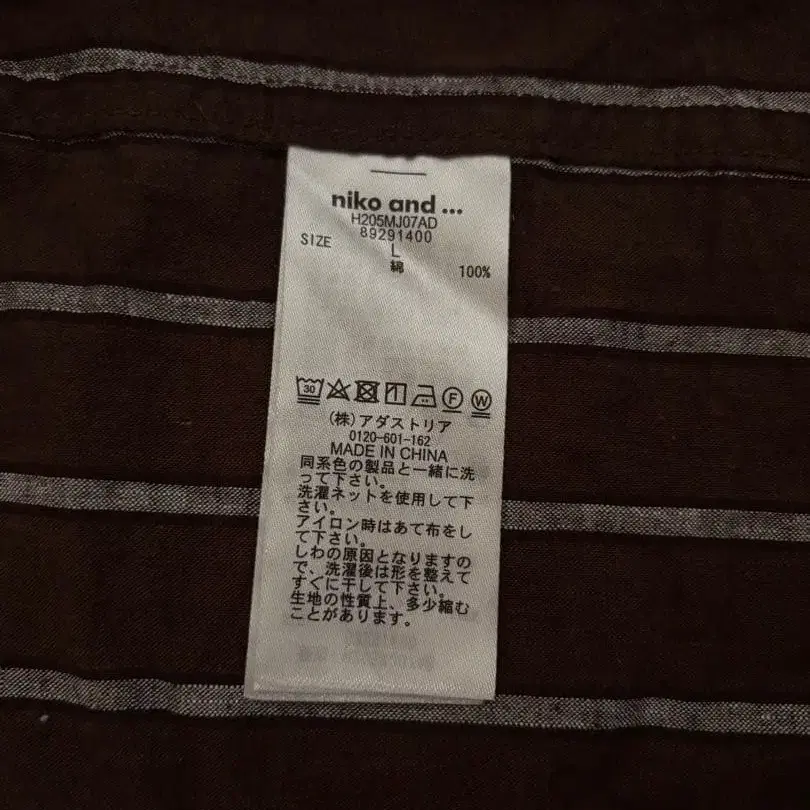 niko and ...
H205MJ07AD
89291400
SIZE L
綿 100%
30 F W
(株)アダストリア
0120-601-162
MADE IN CHINA
同系色の製品と一緒に洗
って下さい。
洗濯ネットを使用して下
さい。
アイロン時はあて布をし
て下さい。
しわの原因となりますの
で、洗濯後は形を整えて
すぐに干して下さい。
生地の性質上、多少縮む
ことがあります。